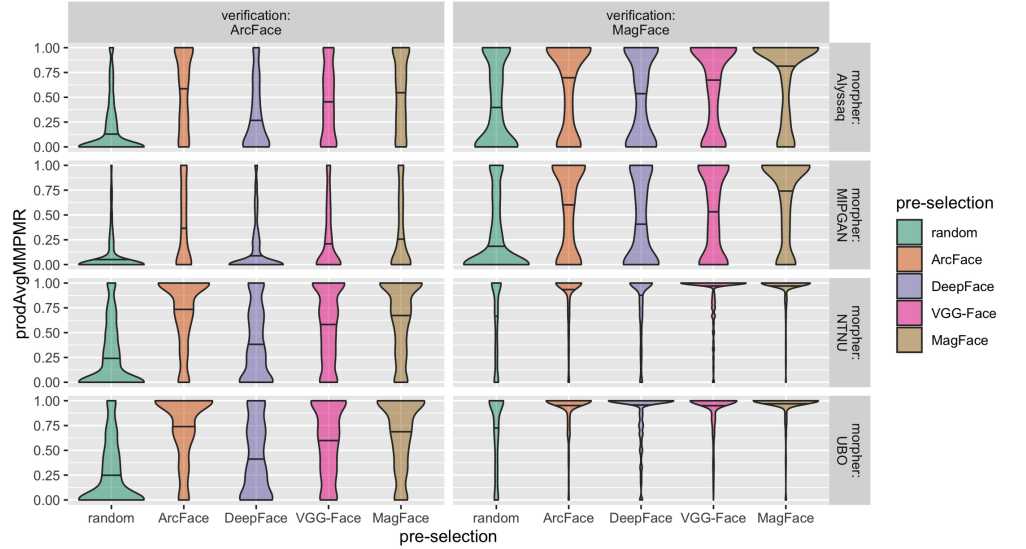 verification:
ArcFace
verification:
MagFace
prodAvgMMPMR
1.00
0.75
0.50
0.25
0.00
morpher:
Alyssaq
1.00
0.75
0.50
0.25
0.00
morpher:
MIPGAN
1.00
0.75
0.50
0.25
0.00
morpher:
NTNU
1.00
0.75
0.50
0.25
0.00
morpher:
UBO
random ArcFace DeepFace VGG-Face MagFace random ArcFace DeepFace VGG-Face MagFace
pre-selection
pre-selection
random
ArcFace
DeepFace
VGG-Face
MagFace